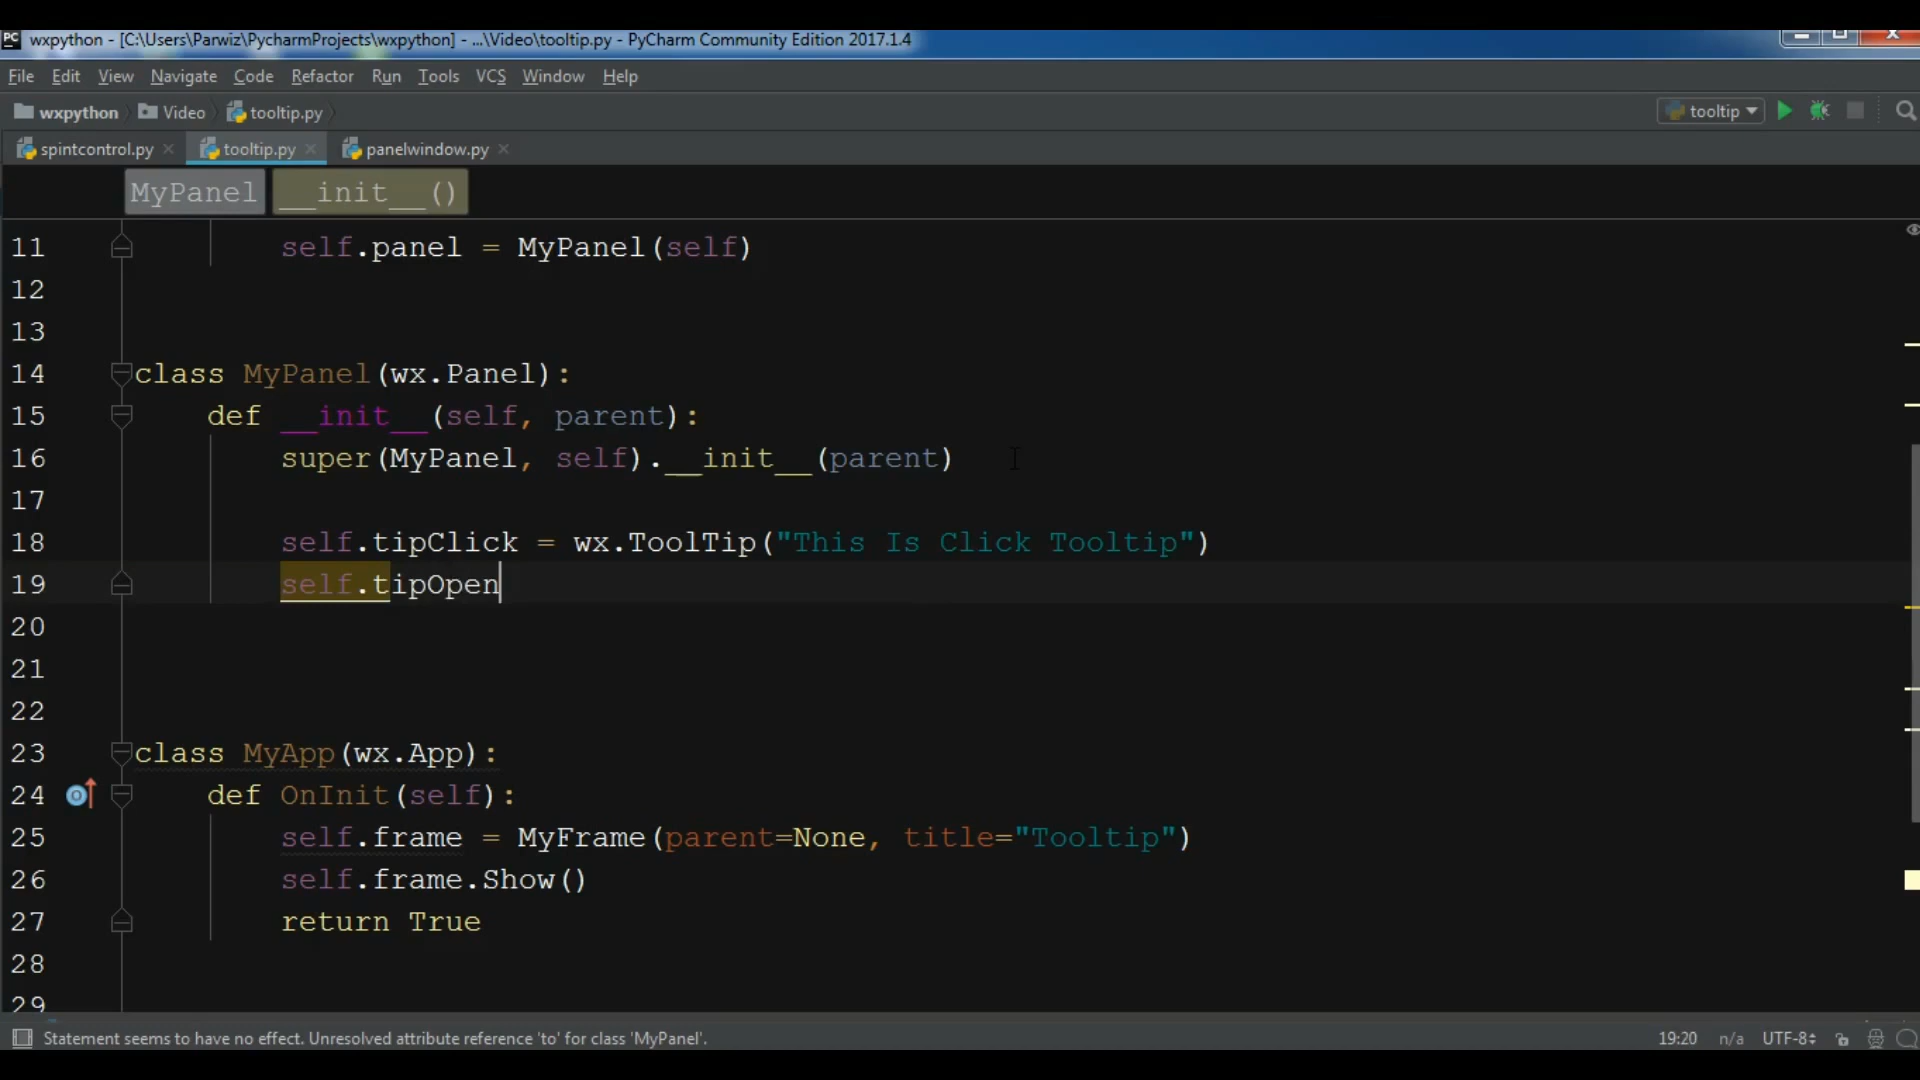 PC wxpython - [C:\Users\Parwiz\PycharmProjects\wxpython] - ...\Video\tooltip.py - PyCharm Community Edition 2017.1.4
File Edit View Navigate Code Refactor Run Tools VCS Window Help
wxpython Video tooltip.py tooltip
spintcontrol.py tooltip.py panelwindow.py
MyPanel __init__()
11 self.panel = MyPanel(self)
12
13
14 class MyPanel(wx.Panel):
15 def __init__(self, parent):
16 super(MyPanel, self).__init__(parent)
17
18 self.tipClick = wx.ToolTip("This Is Click Tooltip")
19 self.tipOpen
20
21
22
23 class MyApp(wx.App):
24 def OnInit(self):
25 self.frame = MyFrame(parent=None, title="Tooltip")
26 self.frame.Show()
27 return True
28
29
Statement seems to have no effect. Unresolved attribute reference 'to' for class 'MyPanel'. 19:20 n/a UTF-8